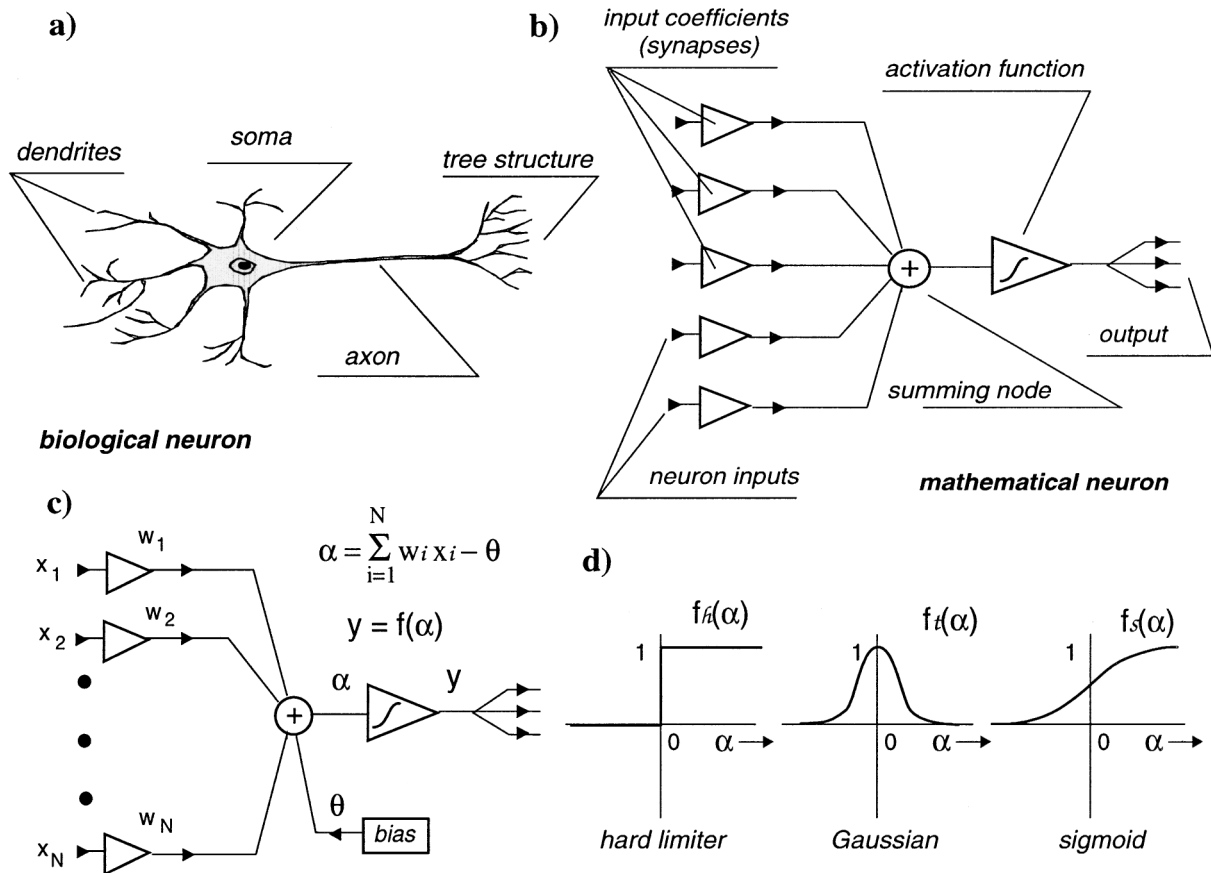 a)
dendrites
soma
tree structure
axon
biological neuron
b)
input coefficients
(synapses)
activation function
+
output
summing node
neuron inputs
mathematical neuron
c)
x1
w1
x2
w2
xN
wN
α = ∑ i=1 N wi xi − θ
y = f(α)
α
y
+
θ
bias
d)
fh(α)
1
0
α
hard limiter
ft(α)
1
0
α
Gaussian
fs(α)
1
0
α
sigmoid